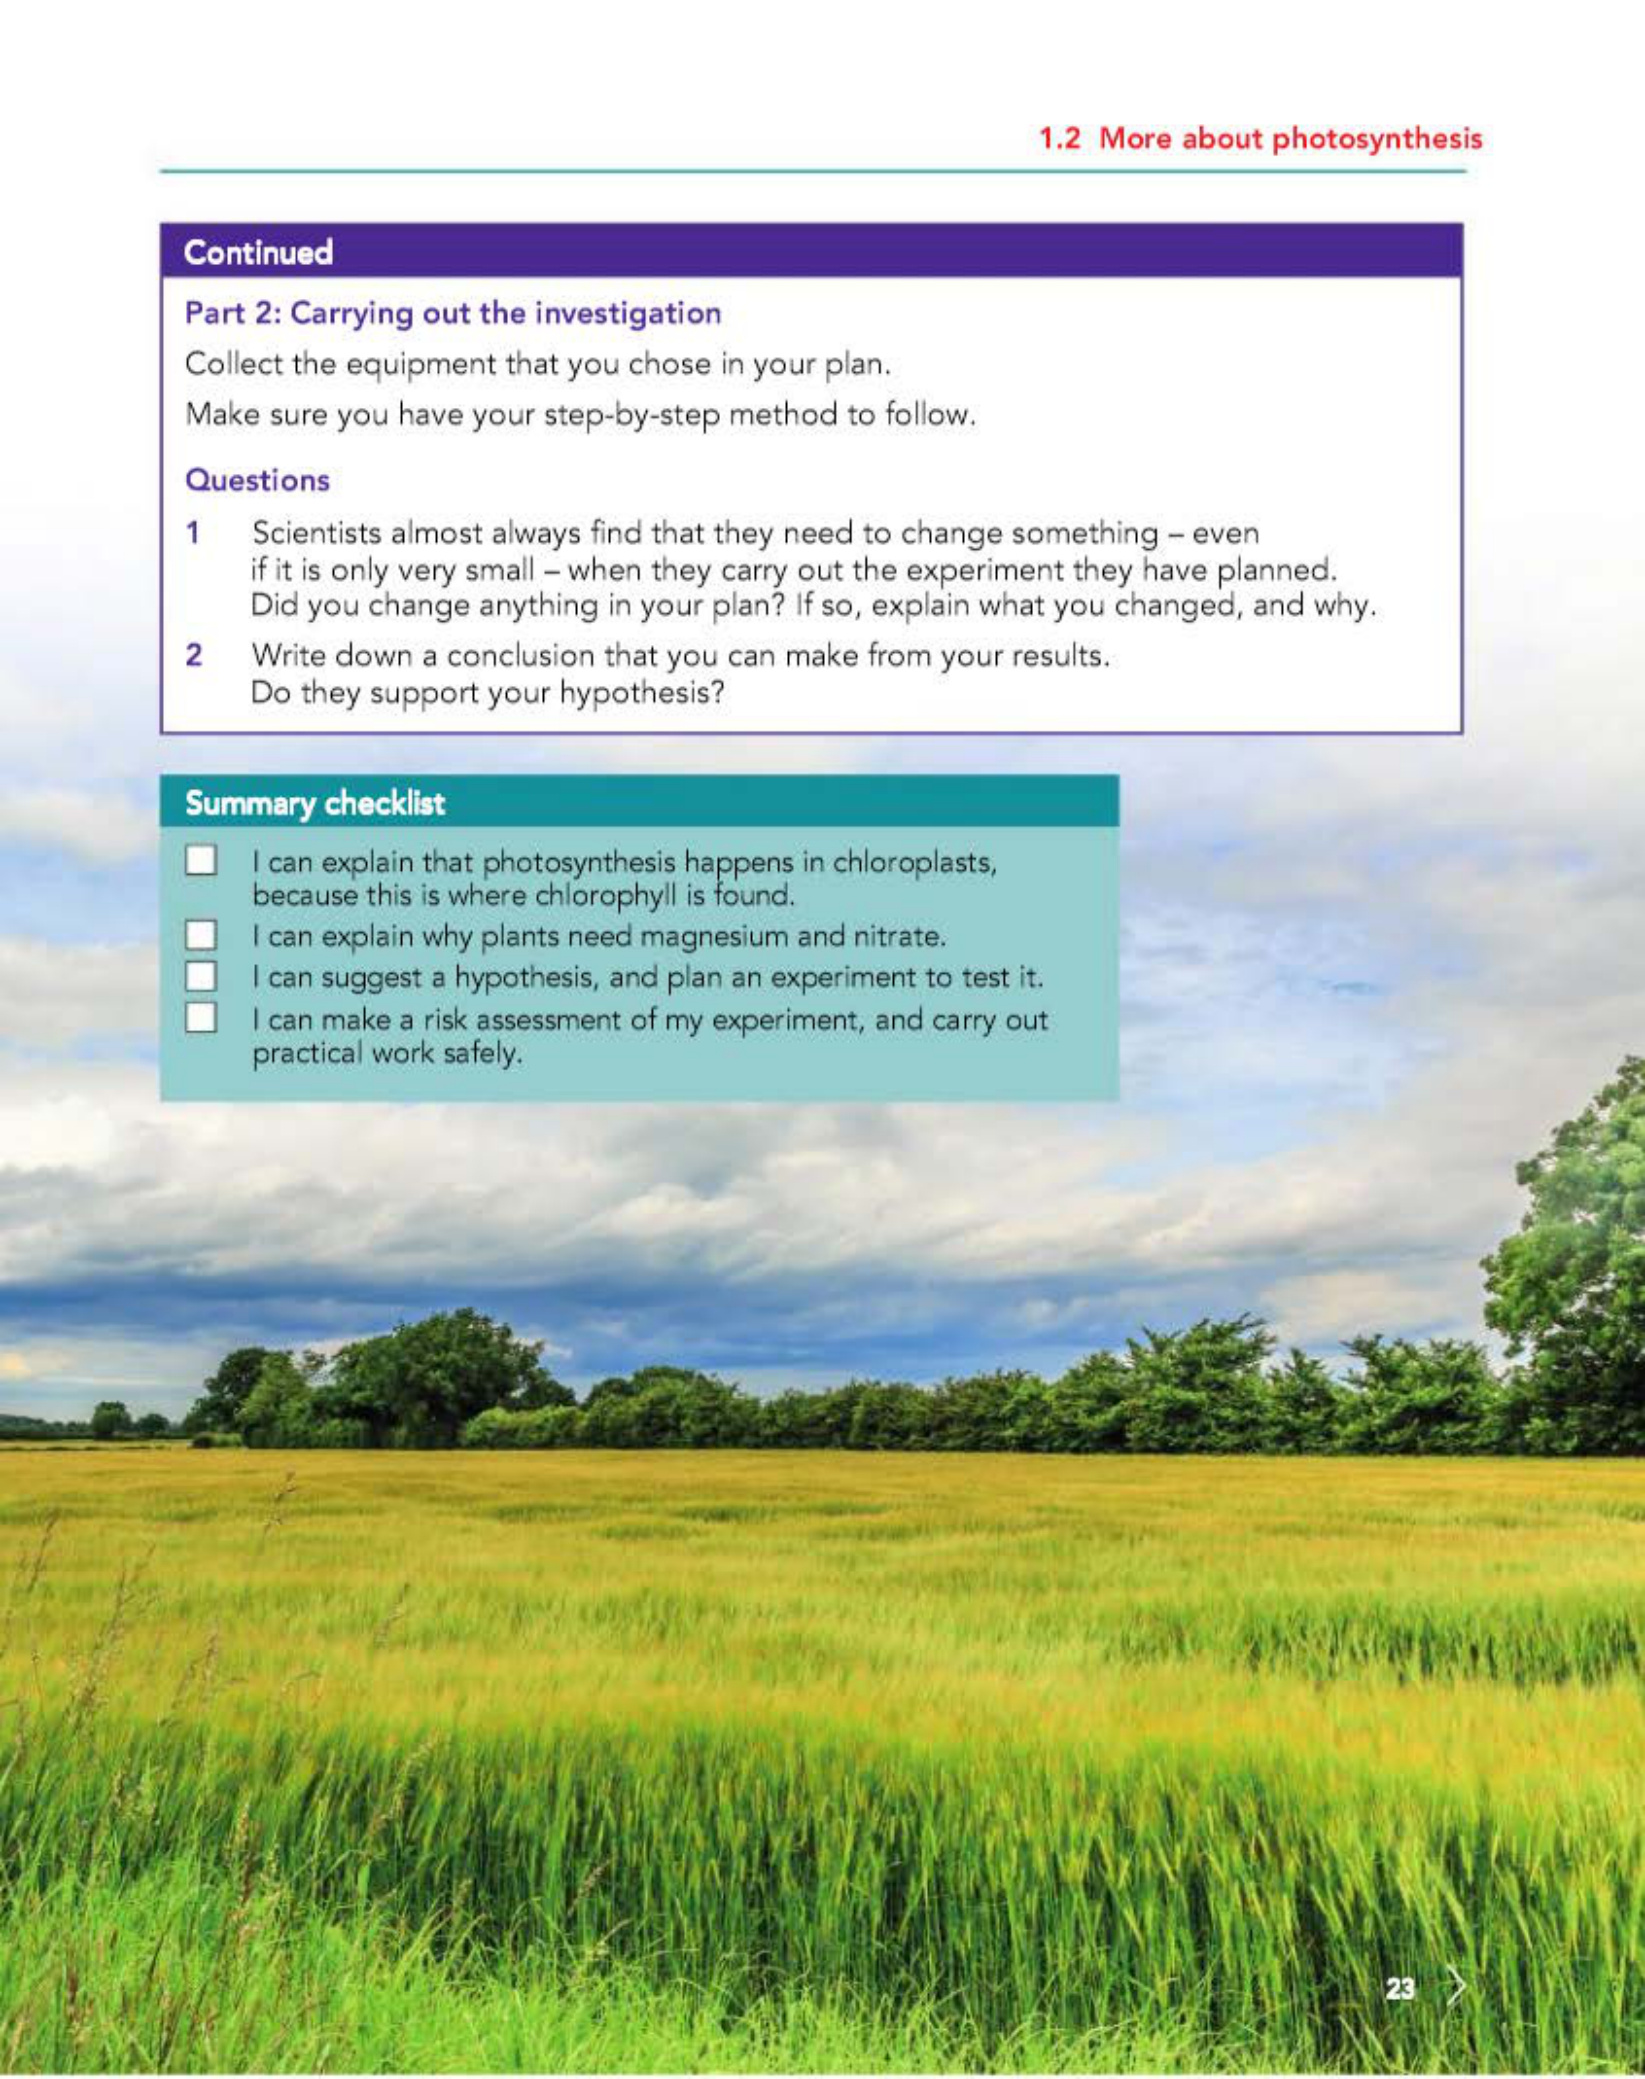 1.2 More about photosynthesis
Continued
Part 2: Carrying out the investigation
Collect the equipment that you chose in your plan.
Make sure you have your step-by-step method to follow.
Questions
1 Scientists almost always find that they need to change something – even
if it is only very small – when they carry out the experiment they have planned.
Did you change anything in your plan? If so, explain what you changed, and why.
2 Write down a conclusion that you can make from your results.
Do they support your hypothesis?
Summary checklist
I can explain that photosynthesis happens in chloroplasts,
because this is where chlorophyll is found.
I can explain why plants need magnesium and nitrate.
I can suggest a hypothesis, and plan an experiment to test it.
I can make a risk assessment of my experiment, and carry out
practical work safely.
23